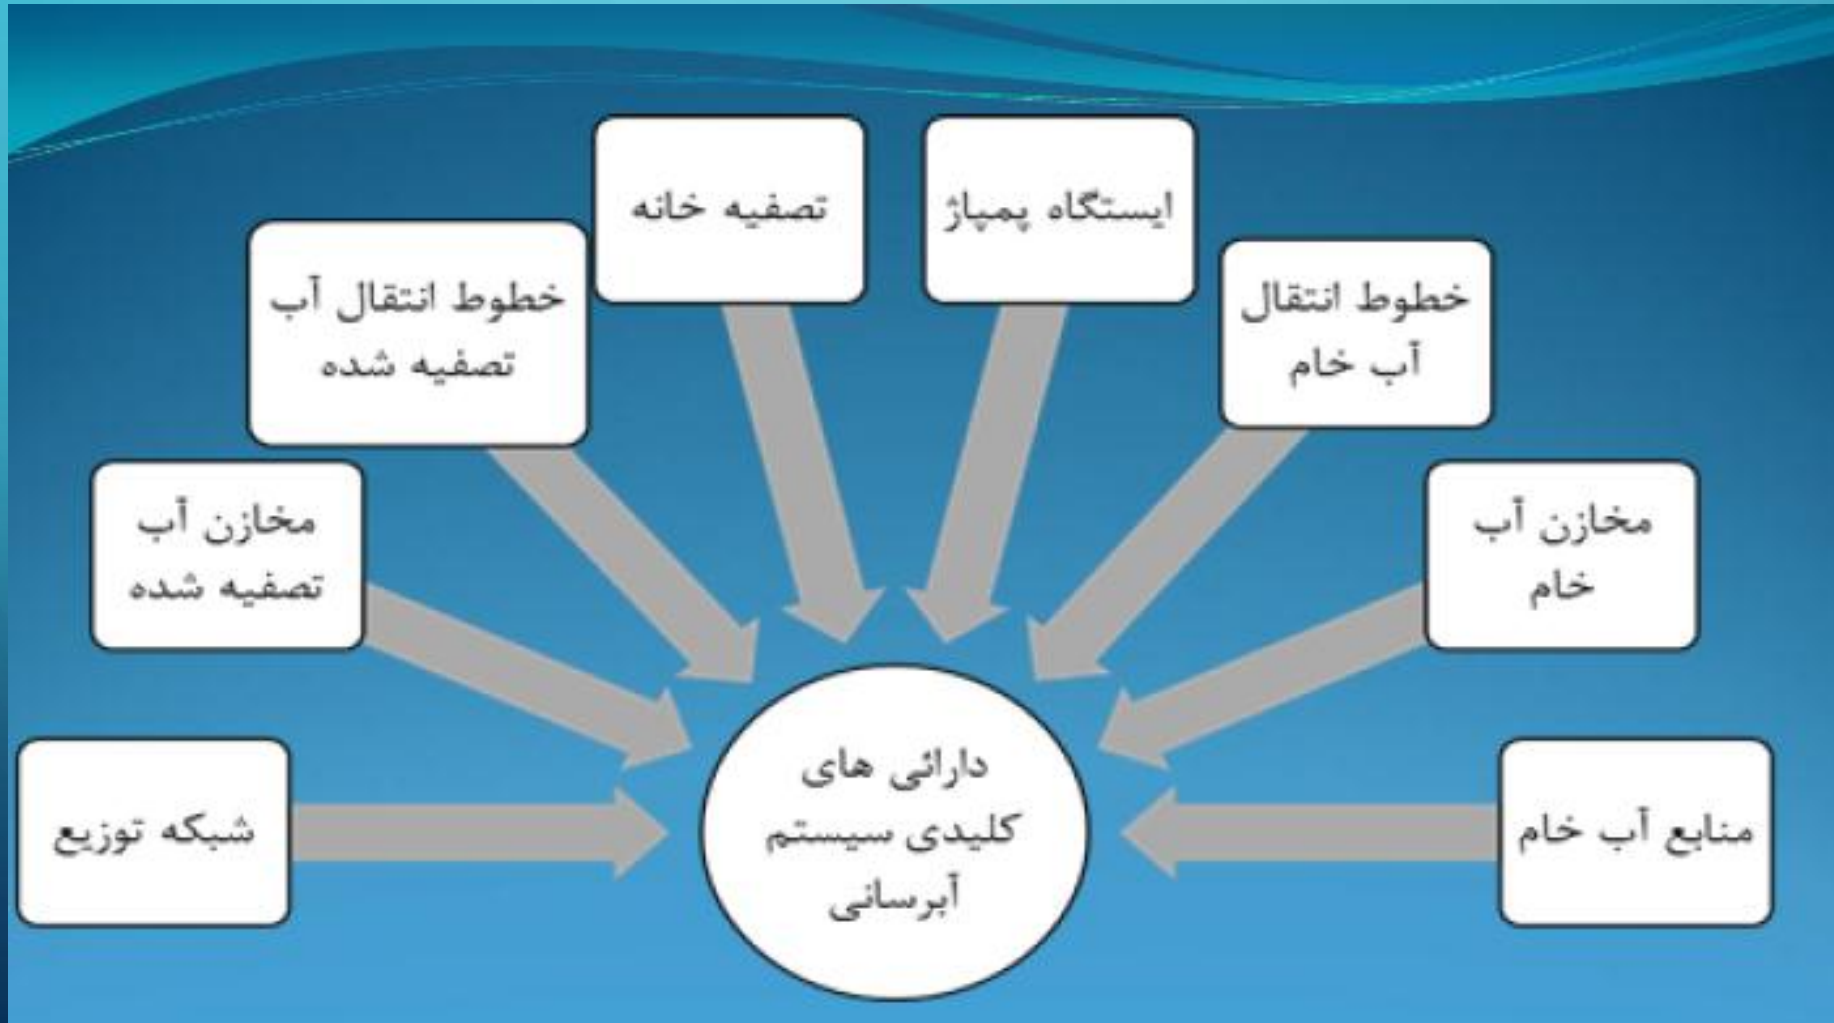 ایستگاه پمپاژ
تصفیه خانه
خطوط انتقال
آب خام
خطوط انتقال آب
تصفیه شده
مخازن آب
خام
مخازن آب
تصفیه شده
منابع آب خام
شبکه توزیع
دارائی های
کلیدی سیستم
آبرسانی